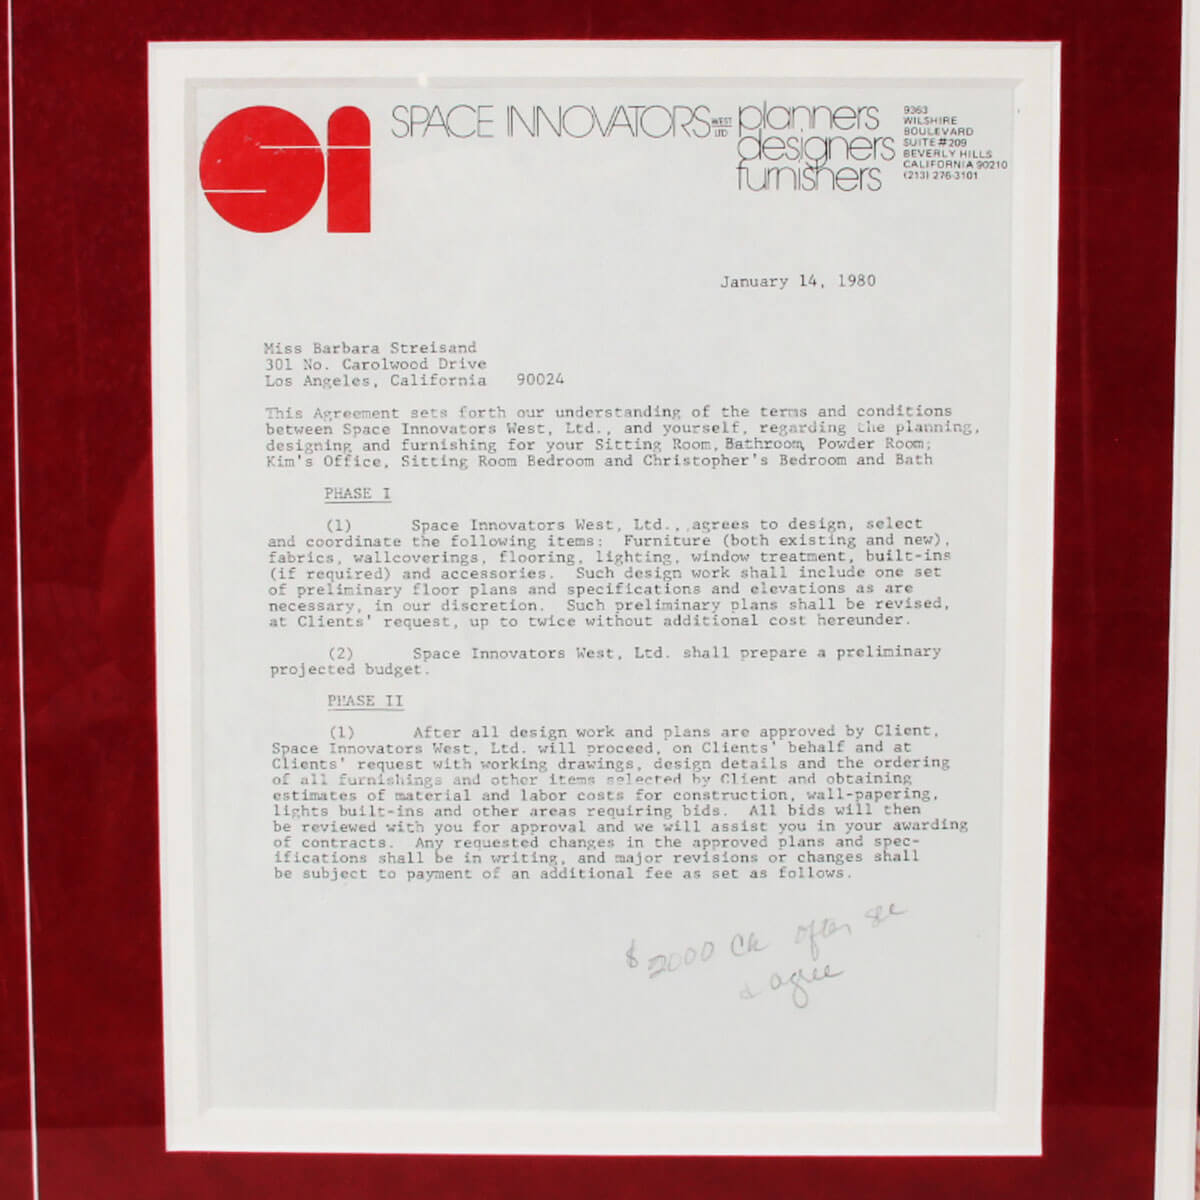 SI SPACE INNOVATORS WEST LTD
planners
designers
furnishers
9363
WILSHIRE
BOULEVARD
SUITE #209
BEVERLY HILLS
CALIFORNIA 90210
(213) 276-3101
January 14, 1980
Miss Barbara Streisand
301 No. Carolwood Drive
Los Angeles, California 90024
This Agreement sets forth our understanding of the terms and conditions
between Space Innovators West, Ltd., and yourself, regarding the planning,
designing and furnishing for your Sitting Room, Bathroom, Powder Room;
Kim's Office, Sitting Room Bedroom and Christopher's Bedroom and Bath
PHASE I
(1) Space Innovators West, Ltd., agrees to design, select
and coordinate the following items: Furniture (both existing and new),
fabrics, wallcoverings, flooring, lighting, window treatment, built-ins
(if required) and accessories. Such design work shall include one set
of preliminary floor plans and specifications and elevations as are
necessary, in our discretion. Such preliminary plans shall be revised,
at Clients' request, up to twice without additional cost hereunder.
(2) Space Innovators West, Ltd. shall prepare a preliminary
projected budget.
PHASE II
(1) After all design work and plans are approved by Client,
Space Innovators West, Ltd. will proceed, on Clients' behalf and at
Clients' request with working drawings, design details and the ordering
of all furnishings and other items selected by Client and obtaining
estimates of material and labor costs for construction, wall-papering,
lights built-ins and other areas requiring bids. All bids will then
be reviewed with you for approval and we will assist you in your awarding
of contracts. Any requested changes in the approved plans and spec-
ifications shall be in writing, and major revisions or changes shall
be subject to payment of an additional fee as set as follows.
$2000 Ck after see
& agree